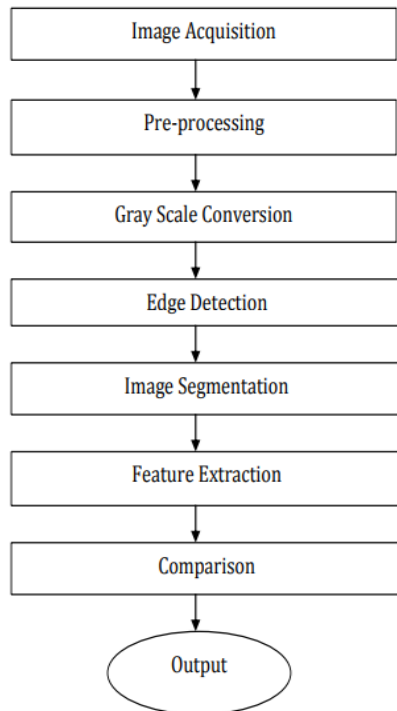 Image Acquisition
Pre-processing
Gray Scale Conversion
Edge Detection
Image Segmentation
Feature Extraction
Comparison
Output